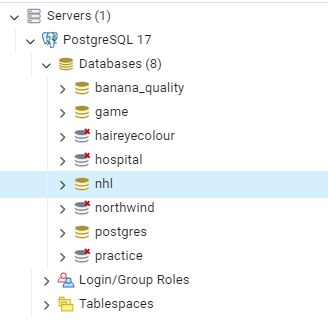 Servers (1)
PostgreSQL 17
Databases (8)
banana_quality
game
haireyecolour
hospital
nhl
northwind
postgres
practice
Login/Group Roles
Tablespaces